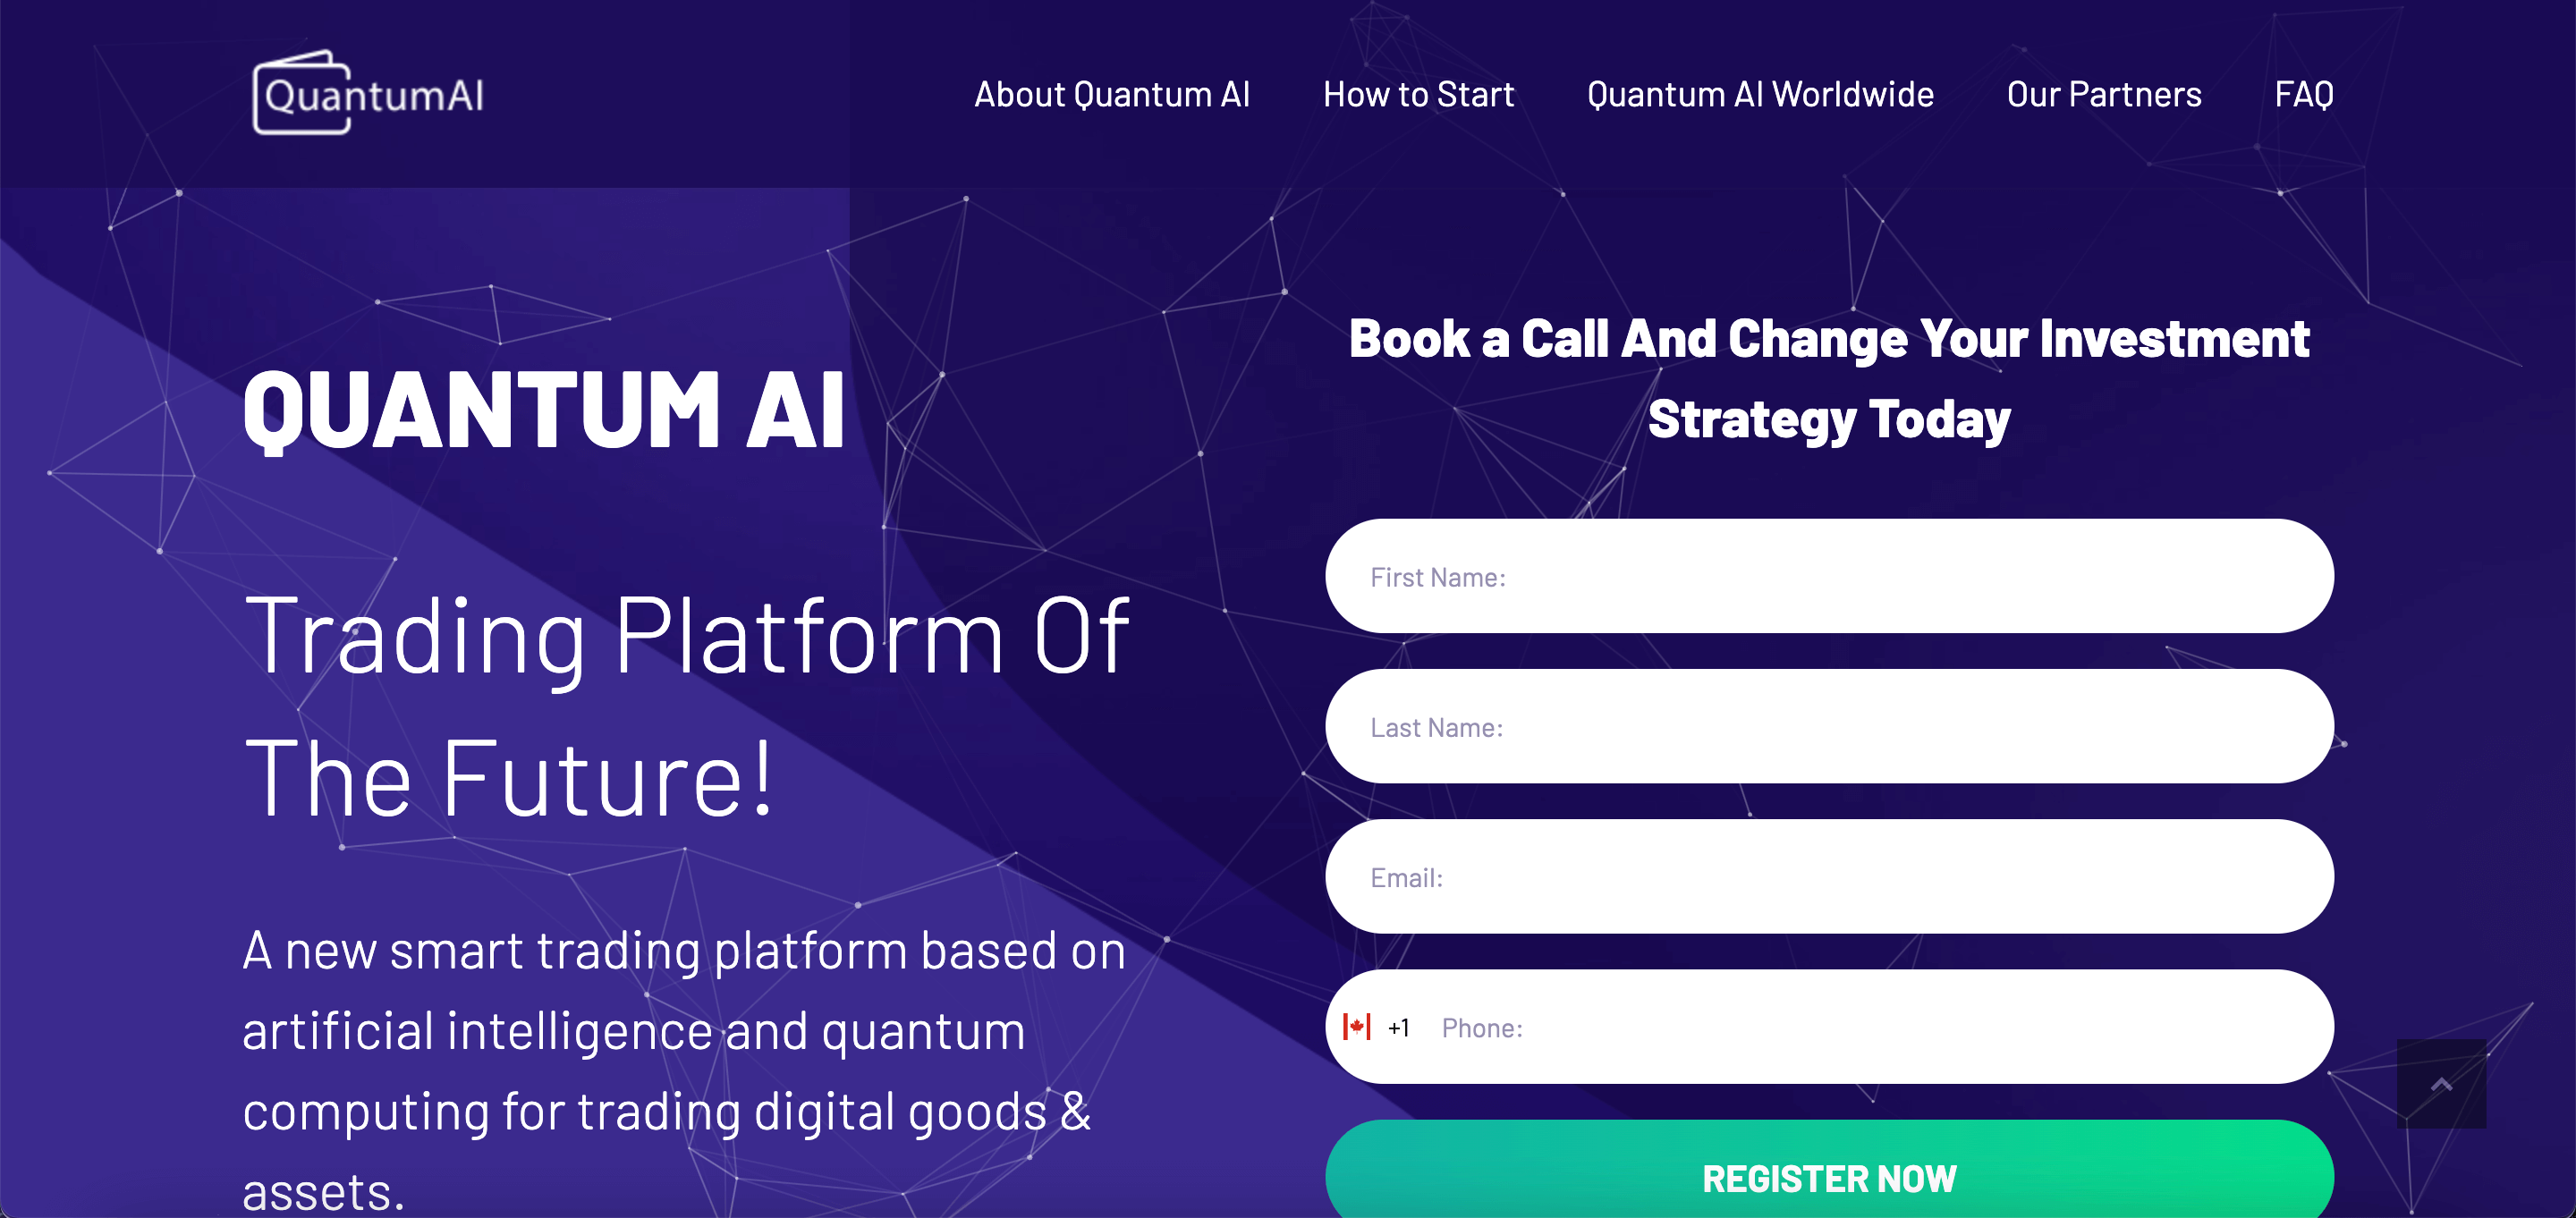 QuantumAI
About Quantum AI
How to Start
Quantum AI Worldwide
Our Partners
FAQ
QUANTUM AI
Trading Platform Of
The Future!
A new smart trading platform based on
artificial intelligence and quantum
computing for trading digital goods &
assets.
Book a Call And Change Your Investment
Strategy Today
First Name:
Last Name:
Email:
+1 Phone:
REGISTER NOW